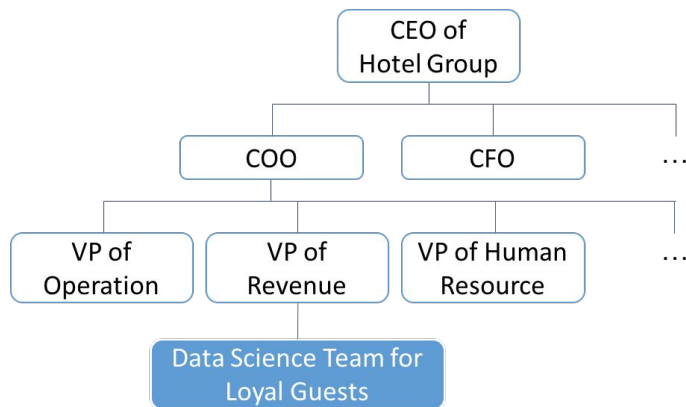 CEO of
Hotel Group
COO
CFO
...
VP of
Operation
VP of
Revenue
VP of Human
Resource
...
Data Science Team for
Loyal Guests